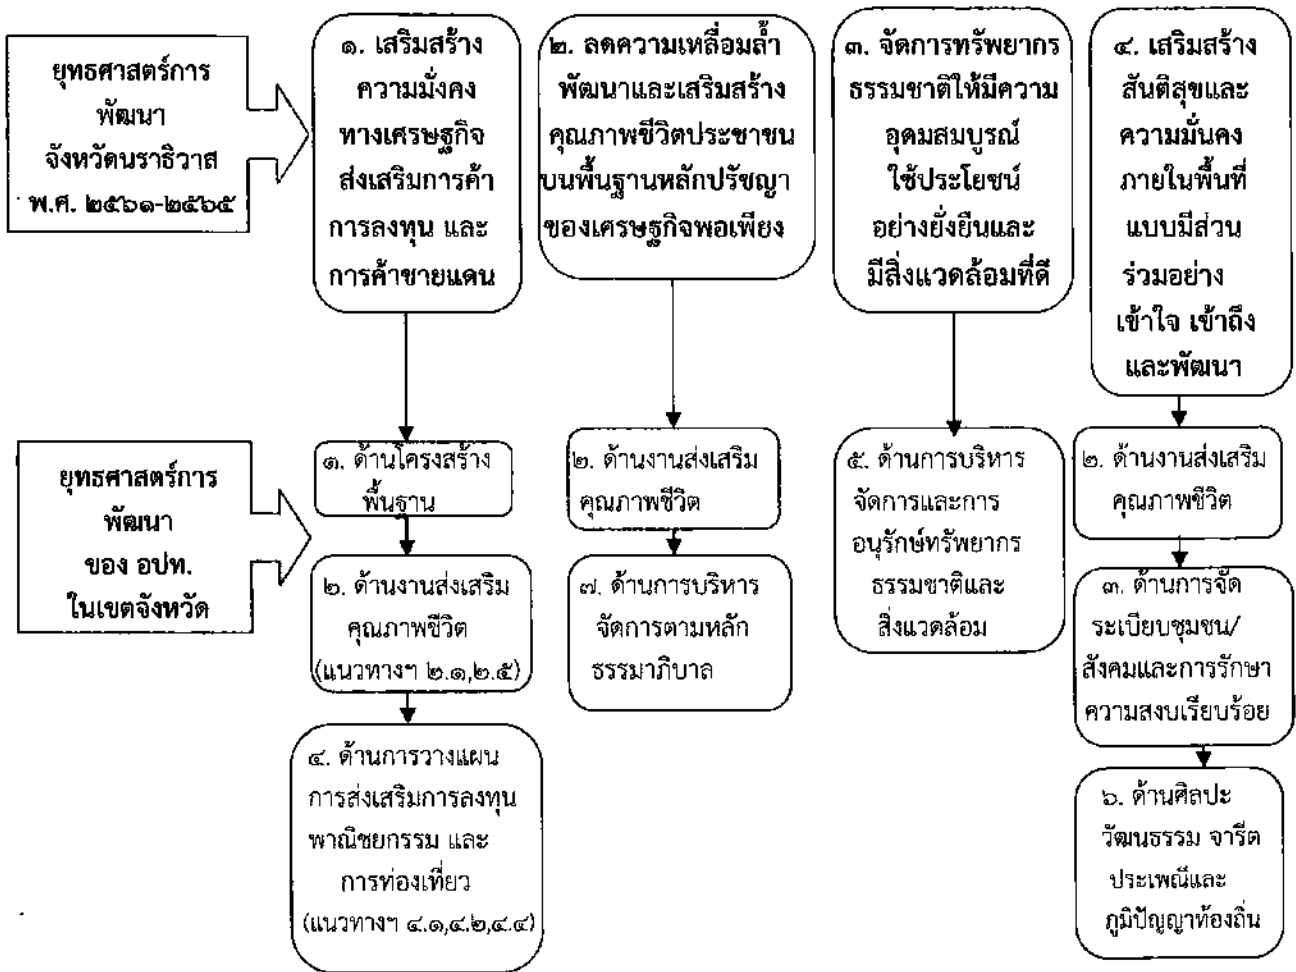 ยุทธศาสตร์การ
พัฒนา
จังหวัดนราธิวาส
พ.ศ. ๒๕๖๑-๒๕๖๕
๑. เสริมสร้าง
ความมั่งคง
ทางเศรษฐกิจ
ส่งเสริมการค้า
การลงทุน และ
การค้าชายแดน
๒. ลดความเหลื่อมล้ำ
พัฒนาและเสริมสร้าง
คุณภาพชีวิตประชาชน
บนพื้นฐานหลักปรัชญา
ของเศรษฐกิจพอเพียง
๓. จัดการทรัพยากร
ธรรมชาติให้มีความ
อุดมสมบูรณ์
ใช้ประโยชน์
อย่างยั่งยืนและ
มีสิ่งแวดล้อมที่ดี
๔. เสริมสร้าง
สันติสุขและ
ความมั่นคง
ภายในพื้นที่
แบบมีส่วน
ร่วมอย่าง
เข้าใจ เข้าถึง
และพัฒนา
ยุทธศาสตร์การ
พัฒนา
ของ อปท.
ในเขตจังหวัด
๑. ด้านโครงสร้าง
พื้นฐาน
๒. ด้านงานส่งเสริม
คุณภาพชีวิต
(แนวทางฯ ๒.๑,๒.๕)
๔. ด้านการวางแผน
การส่งเสริมการลงทุน
พาณิชยกรรม และ
การท่องเที่ยว
(แนวทางฯ ๔.๑,๔.๒,๔.๔)
๒. ด้านงานส่งเสริม
คุณภาพชีวิต
๗. ด้านการบริหาร
จัดการตามหลัก
ธรรมาภิบาล
๕. ด้านการบริหาร
จัดการและการ
อนุรักษ์ทรัพยากร
ธรรมชาติและ
สิ่งแวดล้อม
๒. ด้านงานส่งเสริม
คุณภาพชีวิต
๓. ด้านการจัด
ระเบียบชุมชน/
สังคมและการรักษา
ความสงบเรียบร้อย
๖. ด้านศิลปะ
วัฒนธรรม จารีต
ประเพณีและ
ภูมิปัญญาท้องถิ่น